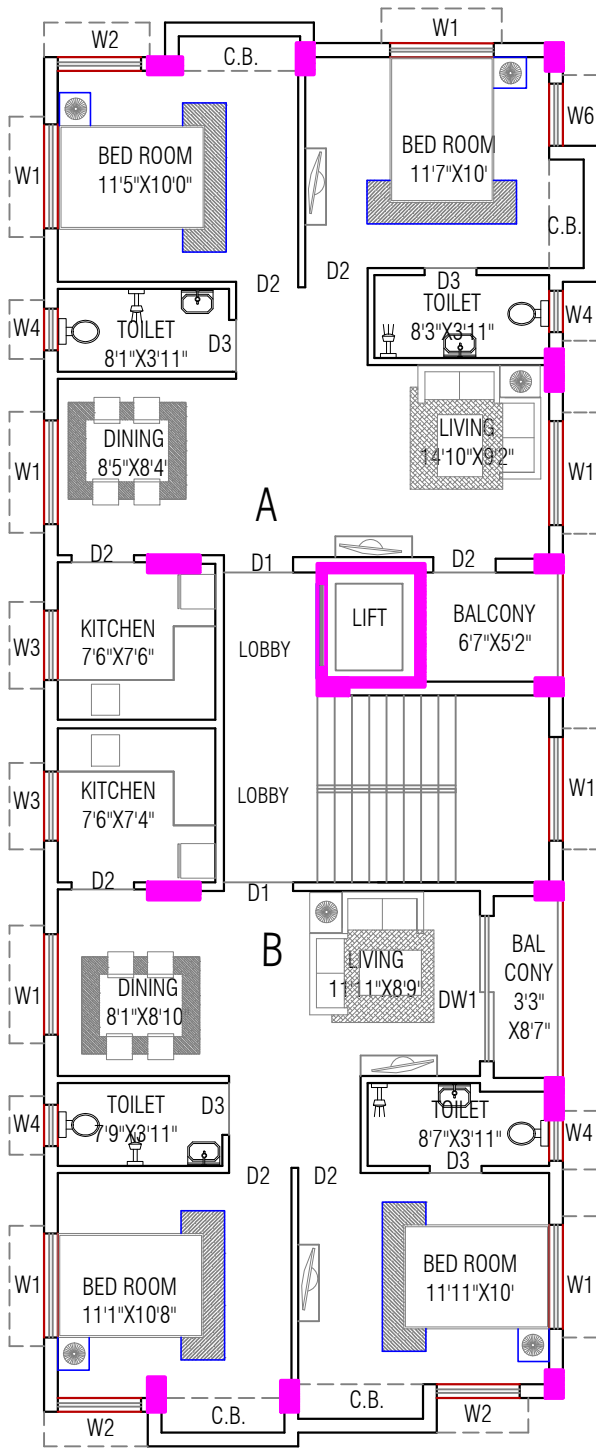 W2
C.B.
W1
W6
W1
BED ROOM
11'5"X10'0"
BED ROOM
11'7"X10'
C.B.
D2
D2
D3
W4
TOILET
8'1"X3'11"
D3
TOILET
8'3"X3'11"
W4
W1
DINING
8'5"X8'4'
LIVING
14'10"X9'2"
W1
A
D2
D1
D2
W3
KITCHEN
7'6"X7'6"
LOBBY
LIFT
BALCONY
6'7"X5'2"
W3
KITCHEN
7'6"X7'4"
LOBBY
W1
D2
D1
B
W1
DINING
8'1"X8'10"
LIVING
11'11"X8'9'
DW1
BAL
CONY
3'3"
X8'7"
W4
TOILET
7'9"X3'11"
D3
TOILET
8'7"X3'11"
W4
D2
D2
D3
W1
BED ROOM
11'1"X10'8"
BED ROOM
11'11"X10'
W1
W2
C.B.
C.B.
W2